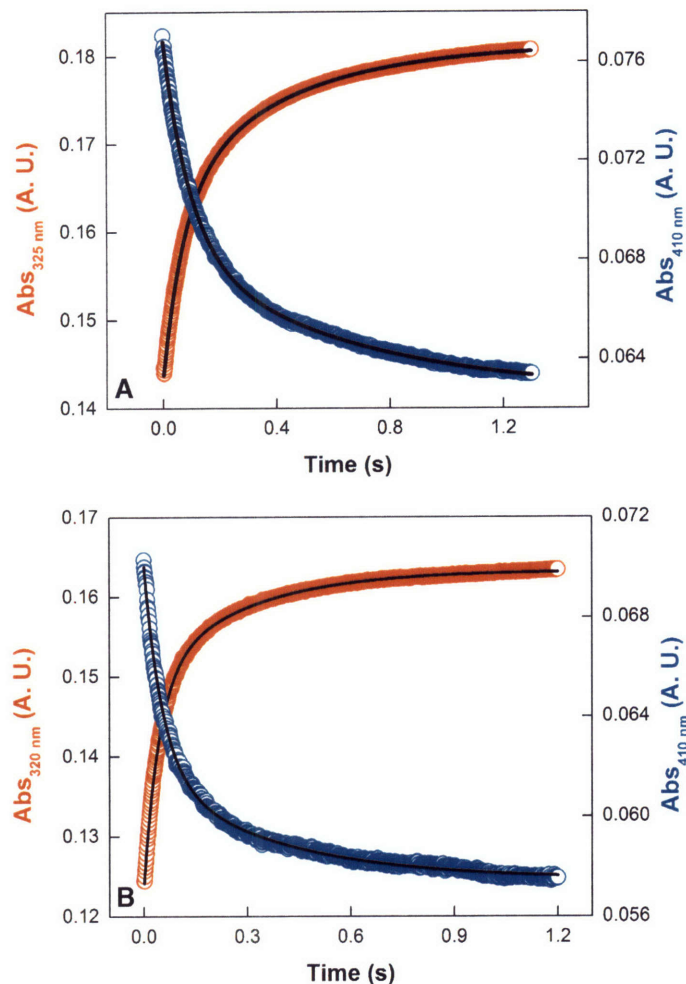 0.18
0.17
0.16
0.15
0.14
Abs325 nm (A. U.)
0.076
0.072
0.068
0.064
Abs410 nm (A. U.)
A
0.0 0.4 0.8 1.2
Time (s)
0.17
0.16
0.15
0.14
0.13
0.12
Abs320 nm (A. U.)
0.072
0.068
0.064
0.060
0.056
Abs410 nm (A. U.)
B
0.0 0.3 0.6 0.9 1.2
Time (s)